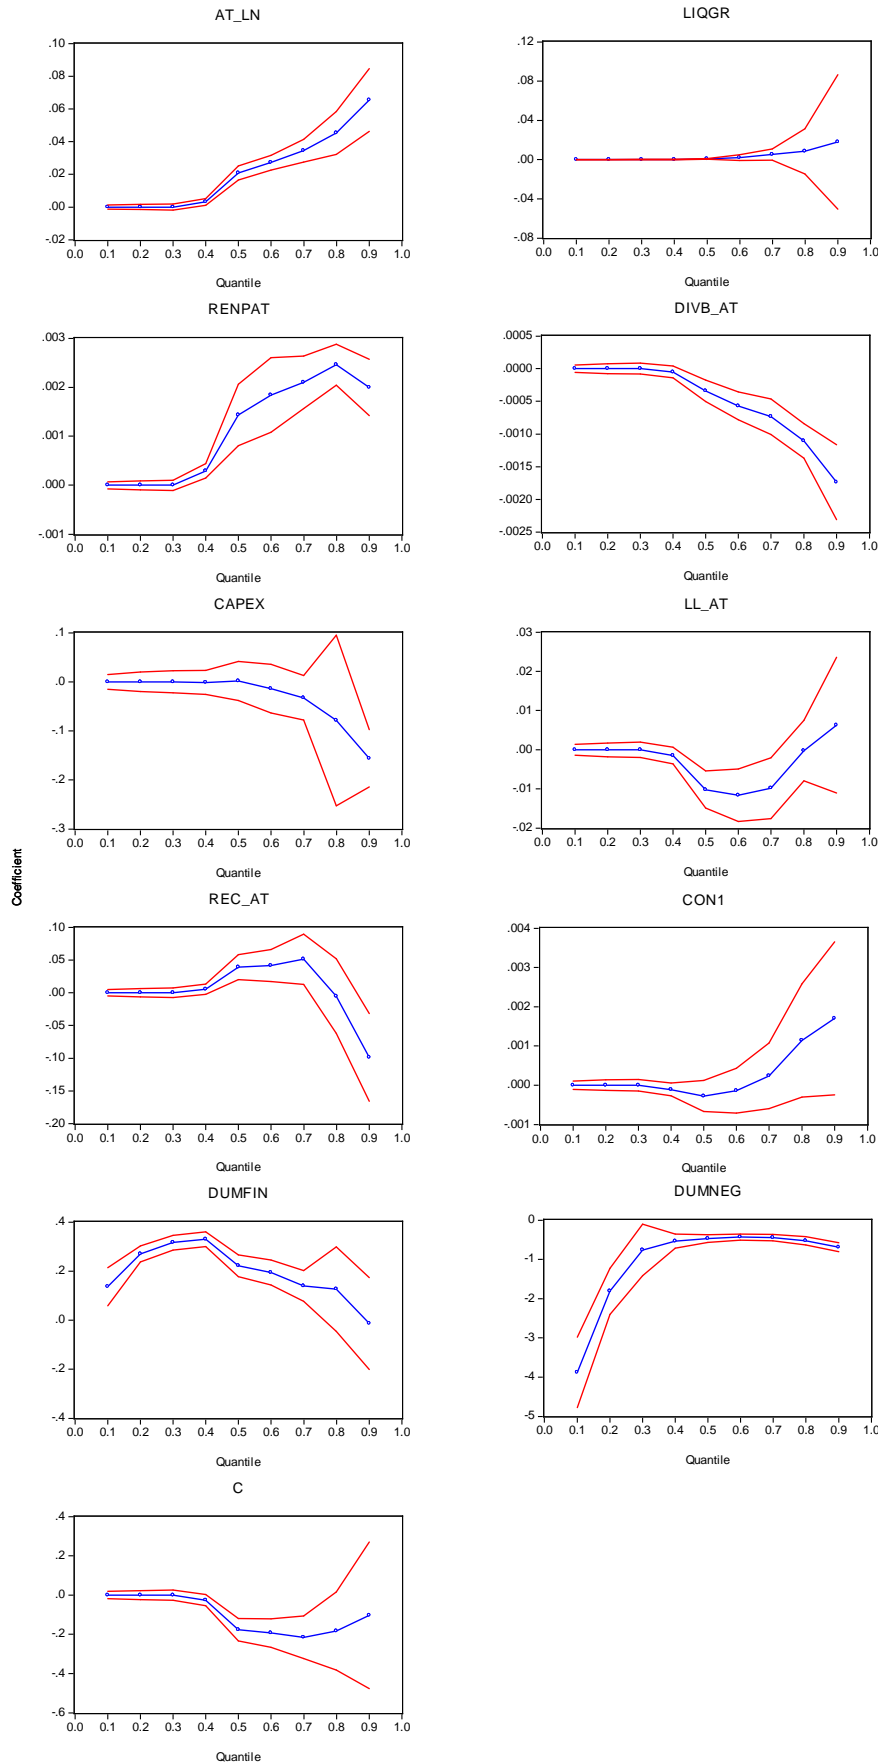 AT_LN
.10
.08
.06
.04
.02
.00
-.02
0.0 0.1 0.2 0.3 0.4 0.5 0.6 0.7 0.8 0.9 1.0
Quantile
LIQGR
.12
.08
.04
.00
-.04
-.08
0.0 0.1 0.2 0.3 0.4 0.5 0.6 0.7 0.8 0.9 1.0
Quantile
RENPAT
.003
.002
.001
.000
-.001
0.0 0.1 0.2 0.3 0.4 0.5 0.6 0.7 0.8 0.9 1.0
Quantile
DIVB_AT
.0005
.0000
-.0005
-.0010
-.0015
-.0020
-.0025
0.0 0.1 0.2 0.3 0.4 0.5 0.6 0.7 0.8 0.9 1.0
Quantile
CAPEX
.1
.0
-.1
-.2
-.3
0.0 0.1 0.2 0.3 0.4 0.5 0.6 0.7 0.8 0.9 1.0
Quantile
LL_AT
.03
.02
.01
.00
-.01
-.02
0.0 0.1 0.2 0.3 0.4 0.5 0.6 0.7 0.8 0.9 1.0
Quantile
Coefficient
REC_AT
.10
.05
.00
-.05
-.10
-.15
-.20
0.0 0.1 0.2 0.3 0.4 0.5 0.6 0.7 0.8 0.9 1.0
Quantile
CON1
.004
.003
.002
.001
.000
-.001
0.0 0.1 0.2 0.3 0.4 0.5 0.6 0.7 0.8 0.9 1.0
Quantile
DUMFIN
.4
.2
.0
-.2
-.4
0.0 0.1 0.2 0.3 0.4 0.5 0.6 0.7 0.8 0.9 1.0
Quantile
DUMNEG
0
-1
-2
-3
-4
-5
0.0 0.1 0.2 0.3 0.4 0.5 0.6 0.7 0.8 0.9 1.0
Quantile
C
.4
.2
.0
-.2
-.4
-.6
0.0 0.1 0.2 0.3 0.4 0.5 0.6 0.7 0.8 0.9 1.0
Quantile